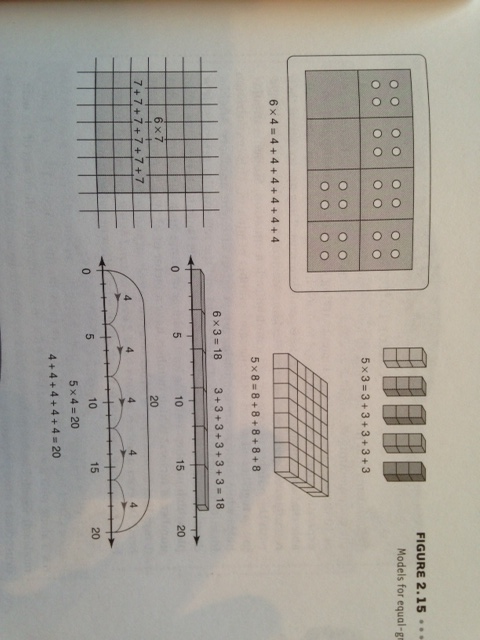 6 × 4 = 4 + 4 + 4 + 4 + 4 + 4
5 × 3 = 3 + 3 + 3 + 3 + 3
5 × 8 = 8 + 8 + 8 + 8 + 8
6 × 7
7 + 7 + 7 + 7 + 7 + 7
6 × 3 = 18 3 + 3 + 3 + 3 + 3 + 3 = 18
0 5 10 15 20
20
4 4 4 4 4
0 5 10 15 20
5 × 4 = 20
4 + 4 + 4 + 4 + 4 = 20
FIGURE 2.15
Models for